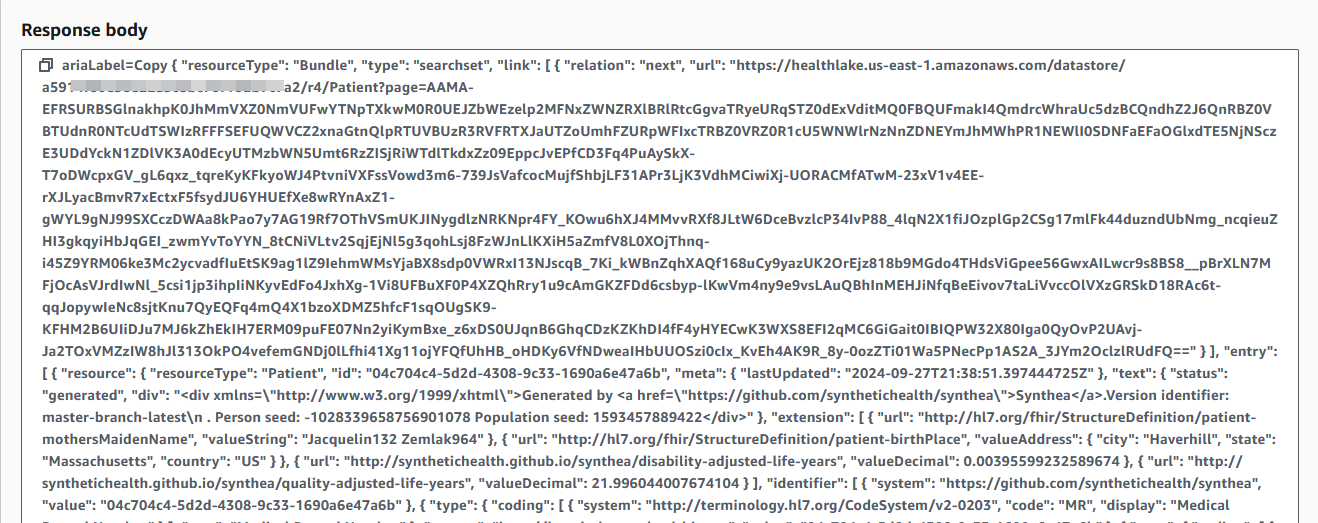 Response body
ariaLabel=Copy { "resourceType": "Bundle", "type": "searchset", "link": [ { "relation": "next", "url": "https://healthlake.us-east-1.amazonaws.com/datastore/
a2/r4/Patient?page=AAMA-
EFRSURBSGlnakhpK0JhMmVXZ0NmVUFwYTNpTXkwM0R0UEJZbWEzelp2MFNxZWNZRXlBRlRtcGgvaTRyeURqSTZ0dExVditMQ0FBQUFmakI4QmdrcWhraUc5dzBCQndhZ2J6QnRBZ0V
BTUdnR0NTcUdTSWIzRFFFSEFUQWVCZ2xnaGtnQlpRTUVBUzR3RVFRTXJaUTZoUmhFZURpWFIxcTRBZ0VRZ0R1cU5WNWlrNzNnZDNEYmJhMWhPR1NEWlI0SDNFaEFaOGlxdTE5NjNScz
E3UDdYckN1ZDlVK3A0dEcyUTMzbWN5Umt6RzZISjRiWTdlTkdxZz09EppcJvEPfCD3Fq4PuAySkX-
T7oDWcpxGV_gL6qxz_tqreKyKFkyoWJ4PtvniVXFssVowd3m6-739JsVafcocMujfShbjLF31APr3LjK3VdhMCiwiXj-UORACMfATwM-23xV1v4EE-
rXJLyacBmvR7xEctxF5fsydJU6YHUEfXe8wRYnAxZ1-
gWYL9gNJ99SXCczDWAa8kPao7y7AG19Rf7OThVSmUKJINygdIzNRKNpr4FY_KOwu6hXJ4MMvvRXf8JLtW6DceBvzlcP34IvP88_4lqN2X1fiJOzplGp2CSg17mlFk44duzndUbNmg_ncqieuZ
HI3gkqyiHbJqGEI_zwmYvToYYN_8tCNiVLtv2SqjEjNl5g3qohLsj8FzWJnLlKXiH5aZmfV8L0XOjThnq-
i45Z9YRM06ke3Mc2ycvadfIuEtSK9ag1lZ9IehmWMsYjaBX8sdp0VWRxI13NJscqB_7Ki_kWBnZqhXAQf168uCy9yazUK2OrEjz818b9MGdo4THdsViGpee56GwxAILwcr9s8BS8__pBrXLN7M
FjOcAsVJrdIwNl_5csi1jp3ihpIiNKyvEdFo4JxhXg-1Vi8UFBuXF0P4XZQhRry1u9cAmGKZFDd6csbyp-lKwVm4ny9e9vsLAuQBhInMEHJiNfqBeEivov7taLiVvccOlVXzGRSkD18RAc6t-
qqJopywIeNc8sjtKnu7QyEQFq4mQ4X1bzoXDMZ5hfcF1sqOUgSK9-
KFHM2B6UIiDJu7MJ6kZhEkIH7ERM09puFE07Nn2yiKymBxe_z6xDS0UJqnB6GhqCDzKZKhDI4fF4yHYECwK3WXS8EFI2qMC6GiGait0IBIQPW32X80Iga0QyOvP2UAvj-
Ja2TOxVMZzIW8hJl313OkPO4vefemGNDj0lLfhi41Xg11ojYFQfUhHB_oHDKy6VfNDweaIHbUUOSzi0cIx_KvEh4AK9R_8y-0ozZTi01Wa5PNecPp1AS2A_3JYm2OclzlRUdFQ==" } ], "entry":
[ { "resource": { "resourceType": "Patient", "id": "04c704c4-5d2d-4308-9c33-1690a6e47a6b", "meta": { "lastUpdated": "2024-09-27T21:38:51.397444725Z" }, "text": { "status":
"generated", "div": "<div xmlns=\"http://www.w3.org/1999/xhtml\">Generated by <a href=\"https://github.com/synthetichealth/synthea\">Synthea</a>.Version identifier:
master-branch-latest\n . Person seed: -1028339658756901078 Population seed: 1593457889422</div>" }, "extension": [ { "url": "http://hl7.org/fhir/StructureDefinition/patient-
mothersMaidenName", "valueString": "Jacquelin132 Zemlak964" }, { "url": "http://hl7.org/fhir/StructureDefinition/patient-birthPlace", "valueAddress": { "city": "Haverhill", "state":
"Massachusetts", "country": "US" } }, { "url": "http://synthetichealth.github.io/synthea/disability-adjusted-life-years", "valueDecimal": 0.00395599232589674 }, { "url": "http://
synthetichealth.github.io/synthea/quality-adjusted-life-years", "valueDecimal": 21.996044007674104 } ], "identifier": [ { "system": "https://github.com/synthetichealth/synthea",
"value": "04c704c4-5d2d-4308-9c33-1690a6e47a6b" }, { "type": { "coding": [ { "system": "http://terminology.hl7.org/CodeSystem/v2-0203", "code": "MR", "display": "Medical